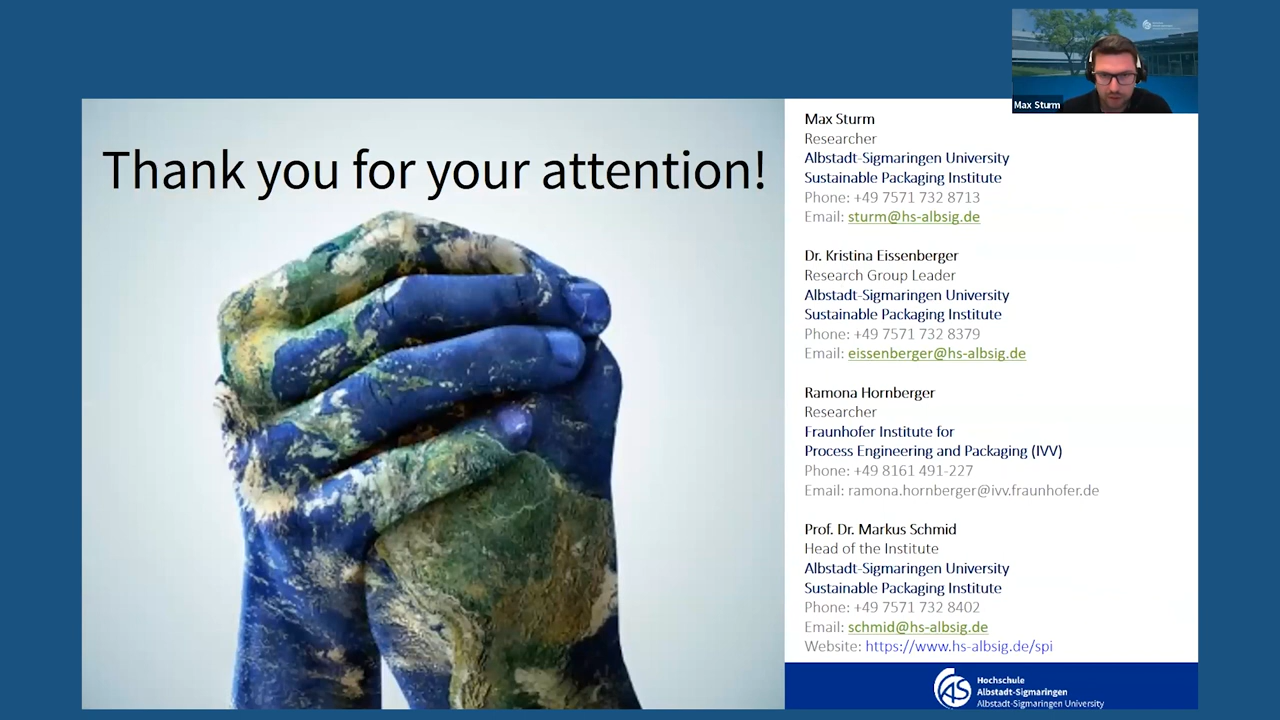 Thank you for your attention!
Max Sturm
Max Sturm
Researcher
Albstadt-Sigmaringen University
Sustainable Packaging Institute
Phone: +49 7571 732 8713
Email: sturm@hs-albsig.de
Dr. Kristina Eissenberger
Research Group Leader
Albstadt-Sigmaringen University
Sustainable Packaging Institute
Phone: +49 7571 732 8379
Email: eissenberger@hs-albsig.de
Ramona Hornberger
Researcher
Fraunhofer Institute for
Process Engineering and Packaging (IVV)
Phone: +49 8161 491-227
Email: ramona.hornberger@ivv.fraunhofer.de
Prof. Dr. Markus Schmid
Head of the Institute
Albstadt-Sigmaringen University
Sustainable Packaging Institute
Phone: +49 7571 732 8402
Email: schmid@hs-albsig.de
Website: https://www.hs-albsig.de/spi
Hochschule
Albstadt-Sigmaringen
Albstadt-Sigmaringen University